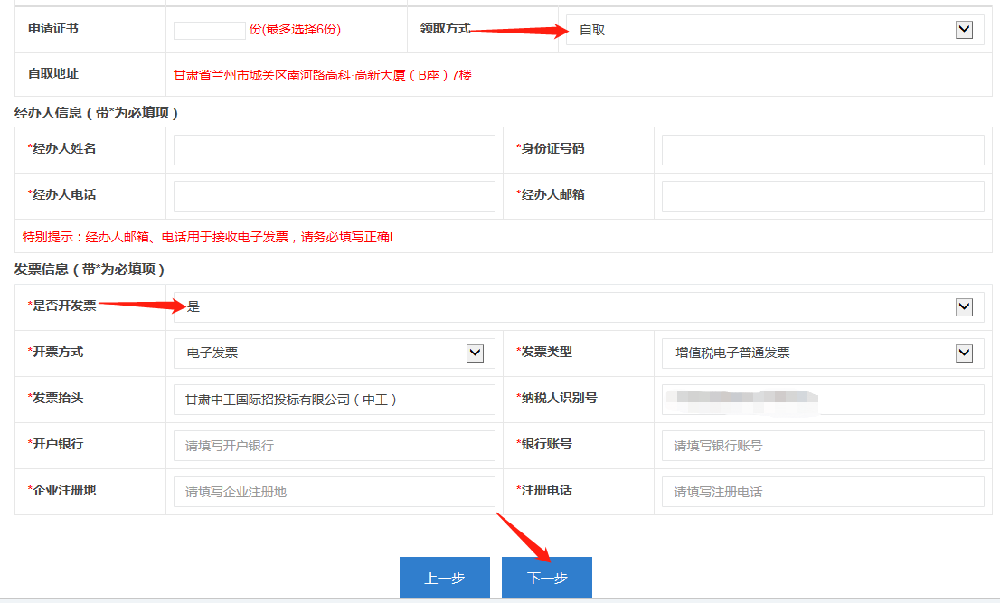 申请证书 份(最多选择6份) 领取方式 自取
自取地址 甘肃省兰州市城关区南河路高科·高新大厦（B座）7楼
经办人信息（带*为必填项）
*经办人姓名 *身份证号码
*经办人电话 *经办人邮箱
特别提示：经办人邮箱、电话用于接收电子发票，请务必填写正确!
发票信息（带*为必填项）
*是否开发票 是
*开票方式 电子发票 *发票类型 增值税电子普通发票
*发票抬头 甘肃中工国际招投标有限公司（中工） *纳税人识别号
*开户银行 请填写开户银行 *银行账号 请填写银行账号
*企业注册地 请填写企业注册地 *注册电话 请填写注册电话
上一步 下一步